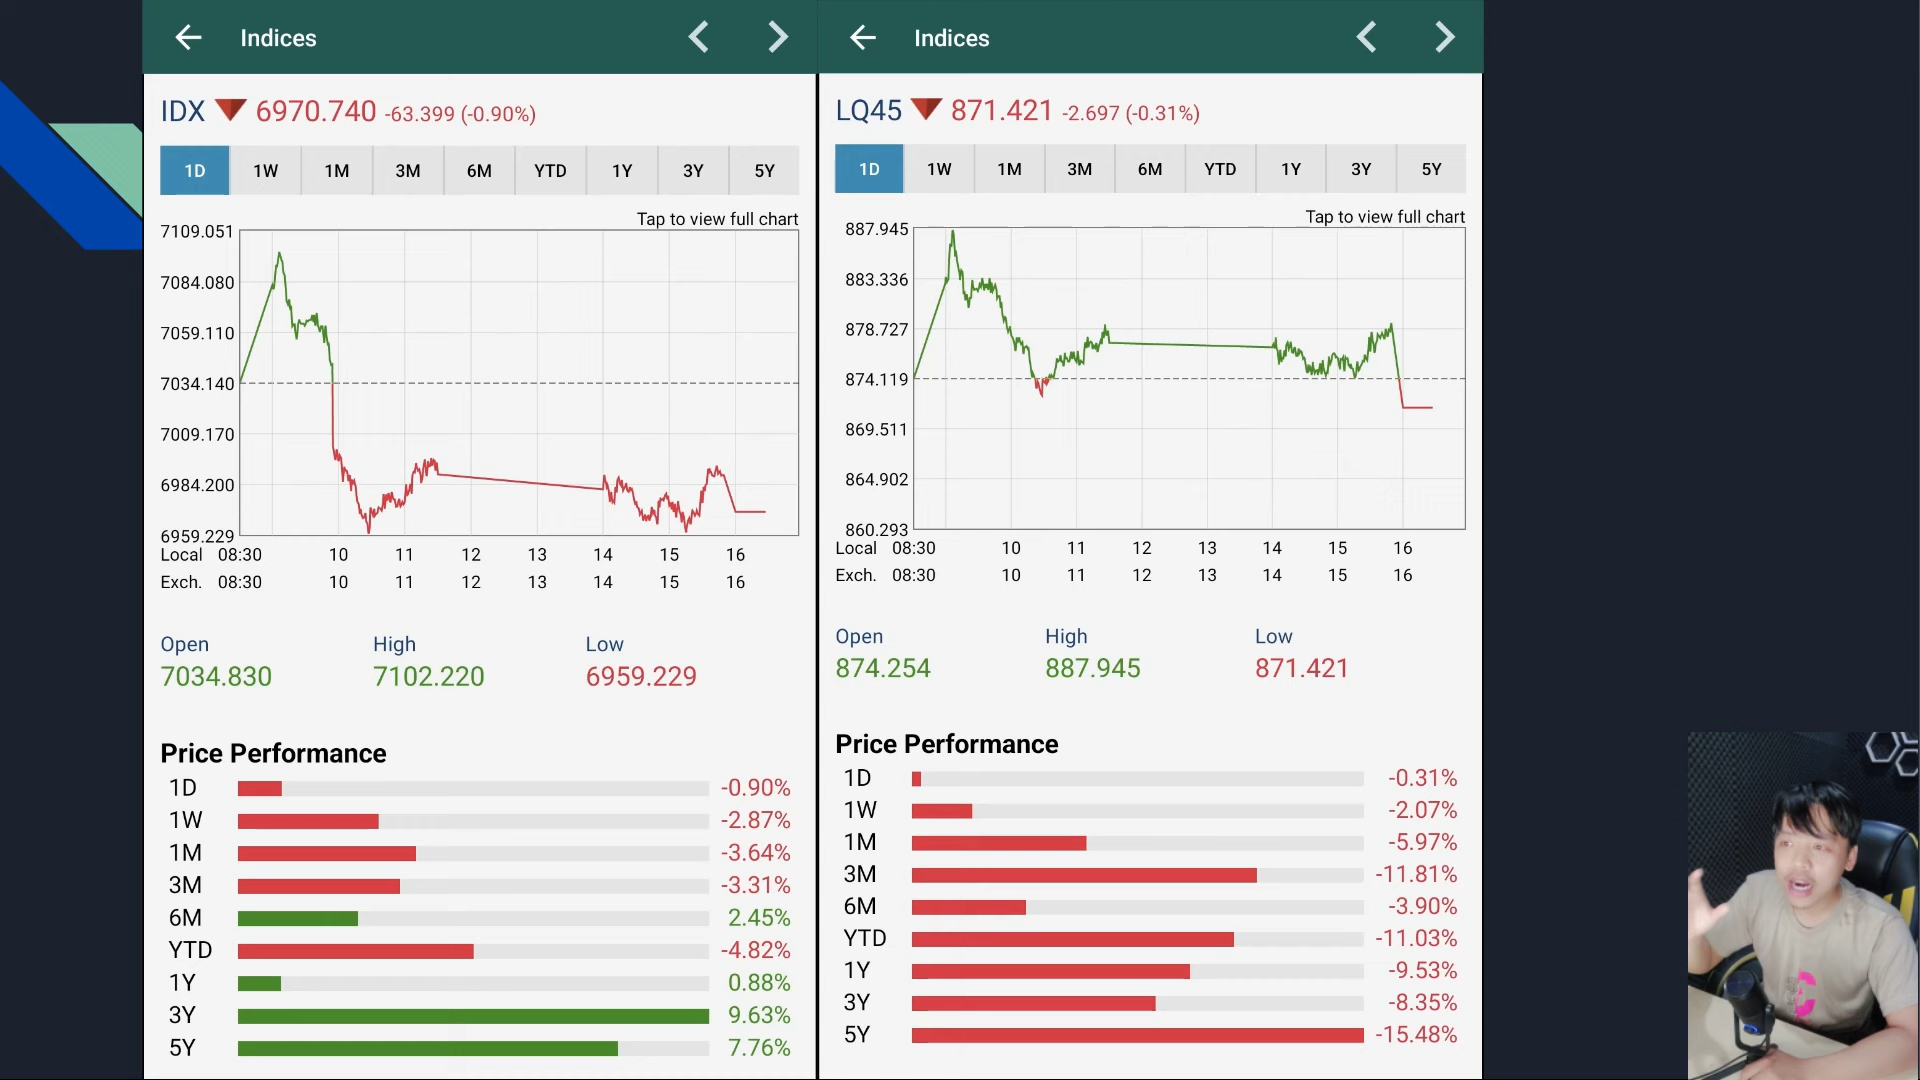 Indices
IDX 6970.740 -63.399 (-0.90%)
1D 1W 1M 3M 6M YTD 1Y 3Y 5Y
Tap to view full chart
7109.051
7084.080
7059.110
7034.140
7009.170
6984.200
6959.229
Local 08:30 10 11 12 13 14 15 16
Exch. 08:30 10 11 12 13 14 15 16
Open High Low
7034.830 7102.220 6959.229
Price Performance
1D -0.90%
1W -2.87%
1M -3.64%
3M -3.31%
6M 2.45%
YTD -4.82%
1Y 0.88%
3Y 9.63%
5Y 7.76%
Indices
LQ45 871.421 -2.697 (-0.31%)
1D 1W 1M 3M 6M YTD 1Y 3Y 5Y
Tap to view full chart
887.945
883.336
878.727
874.119
869.511
864.902
860.293
Local 08:30 10 11 12 13 14 15 16
Exch. 08:30 10 11 12 13 14 15 16
Open High Low
874.254 887.945 871.421
Price Performance
1D -0.31%
1W -2.07%
1M -5.97%
3M -11.81%
6M -3.90%
YTD -11.03%
1Y -9.53%
3Y -8.35%
5Y -15.48%